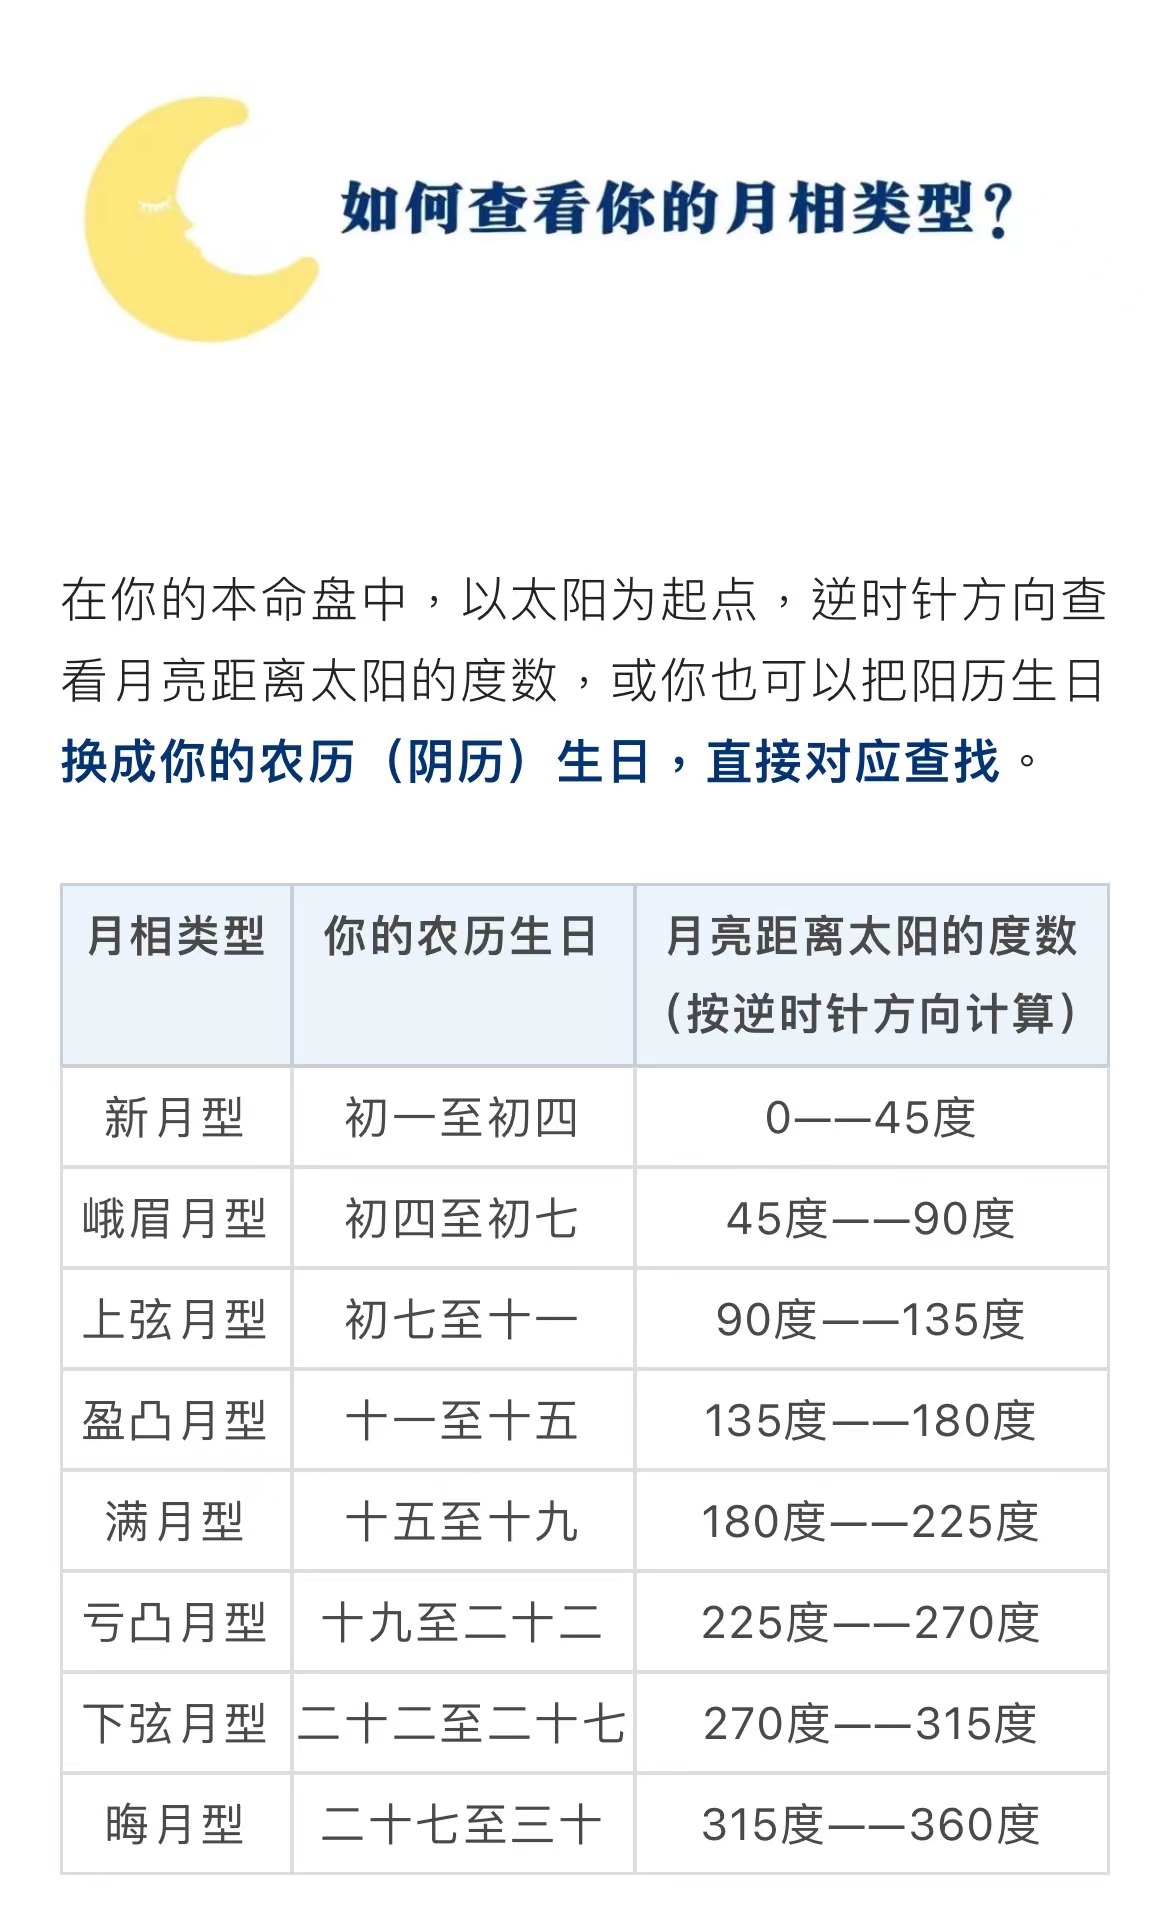 如何查看你的月相类型？
在你的本命盘中，以太阳为起点，逆时针方向查
看月亮距离太阳的度数，或你也可以把阳历生日
换成你的农历（阴历）生日，直接对应查找。
月相类型 你的农历生日 月亮距离太阳的度数
（按逆时针方向计算）
新月型 初一至初四 0——45度
峨眉月型 初四至初七 45度——90度
上弦月型 初七至十一 90度——135度
盈凸月型 十一至十五 135度——180度
满月型 十五至十九 180度——225度
亏凸月型 十九至二十二 225度——270度
下弦月型 二十二至二十七 270度——315度
晦月型 二十七至三十 315度——360度